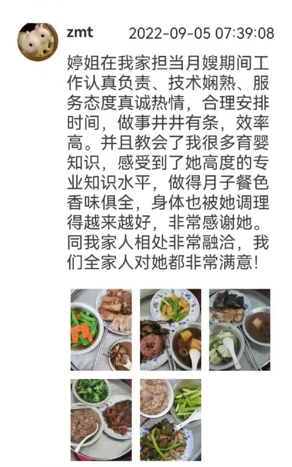 zmt 2022-09-05 07:39:08
婷姐在我家担当月嫂期间工
作认真负责、技术娴熟、服
务态度真诚热情，合理安排
时间，做事井井有条，效率
高。并且教会了我很多育婴
知识，感受到了她高度的专
业知识水平，做得月子餐色
香味俱全，身体也被她调理
得越来越好，非常感谢她。
同我家人相处非常融洽，我
们全家人对她都非常满意！